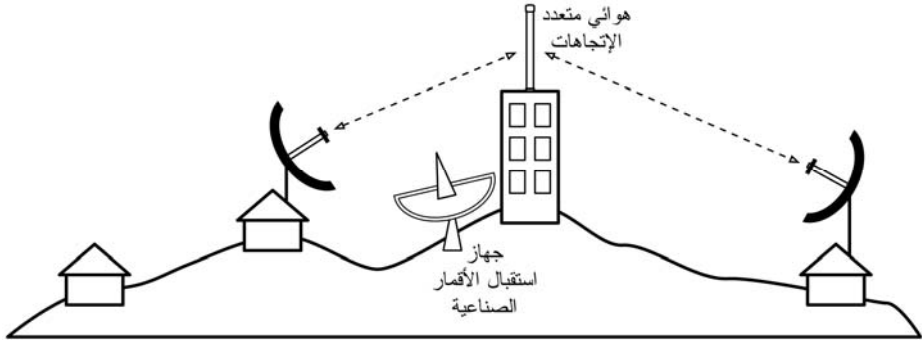 هوائي متعدد
الإتجاهات
جهاز
استقبال الأقمار
الصناعية